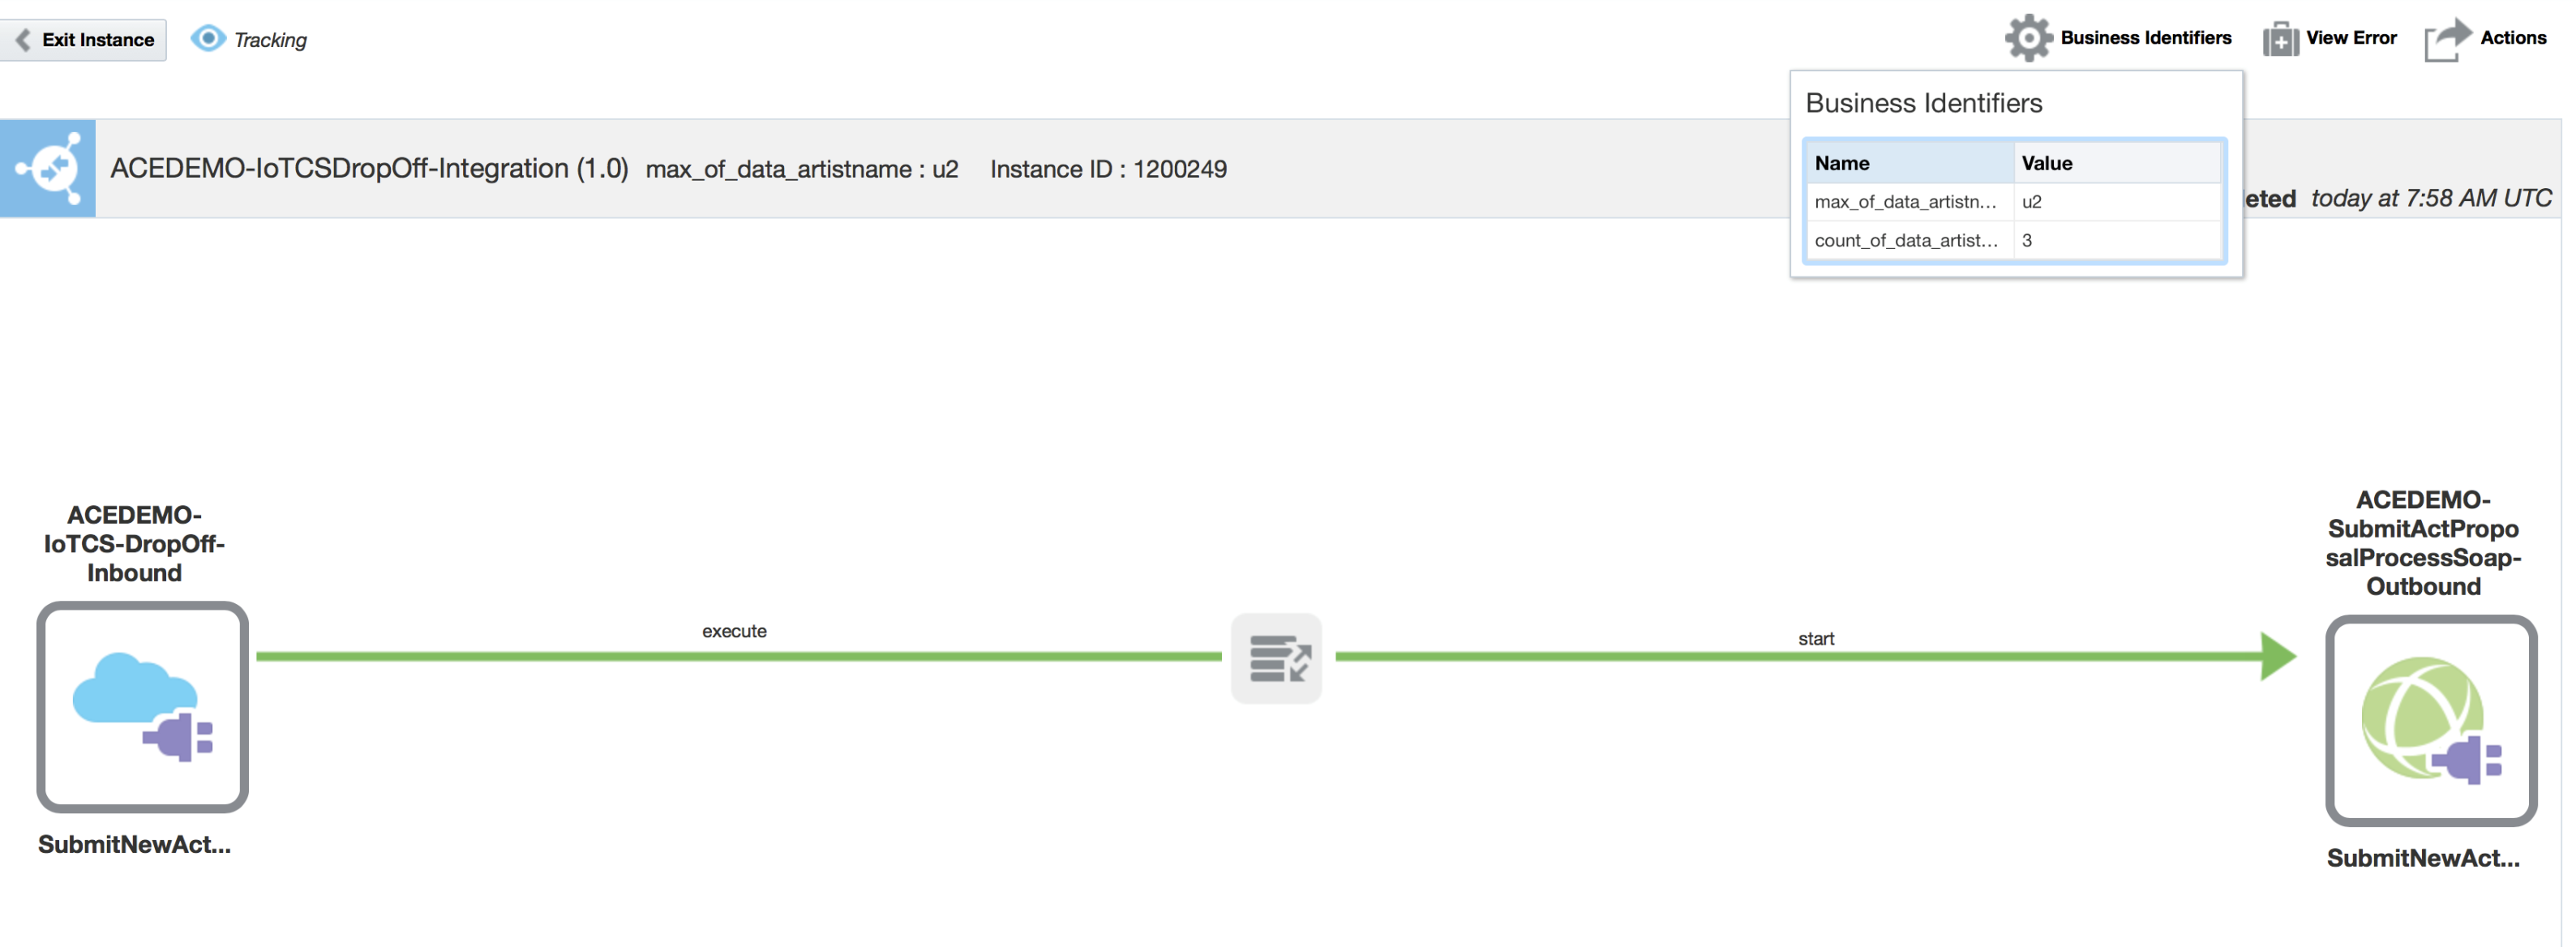 Exit Instance Tracking Business Identifiers View Error Actions
Business Identifiers
ACEDEMO-IoTCSDropOff-Integration (1.0) max_of_data_artistname : u2 Instance ID : 1200249
Name Value
max_of_data_artistn... u2
eted today at 7:58 AM UTC
count_of_data_artist... 3
ACEDEMO-
IoTCS-DropOff-
Inbound
execute
SubmitNewAct...
start
ACEDEMO-
SubmitActPropo
salProcessSoap-
Outbound
SubmitNewAct...